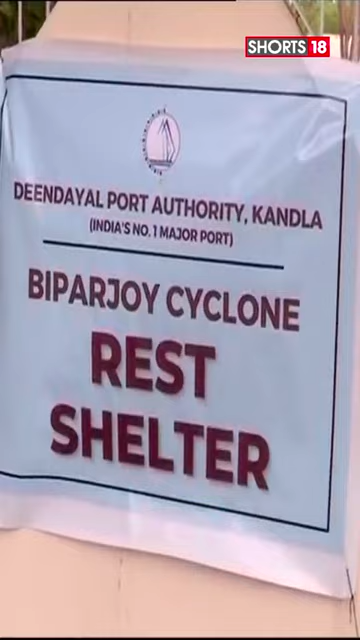 SHORTS 18
DEENDAYAL PORT AUTHORITY, KANDLA
(INDIA'S NO. 1 MAJOR PORT)
BIPARJOY CYCLONE
REST
SHELTER